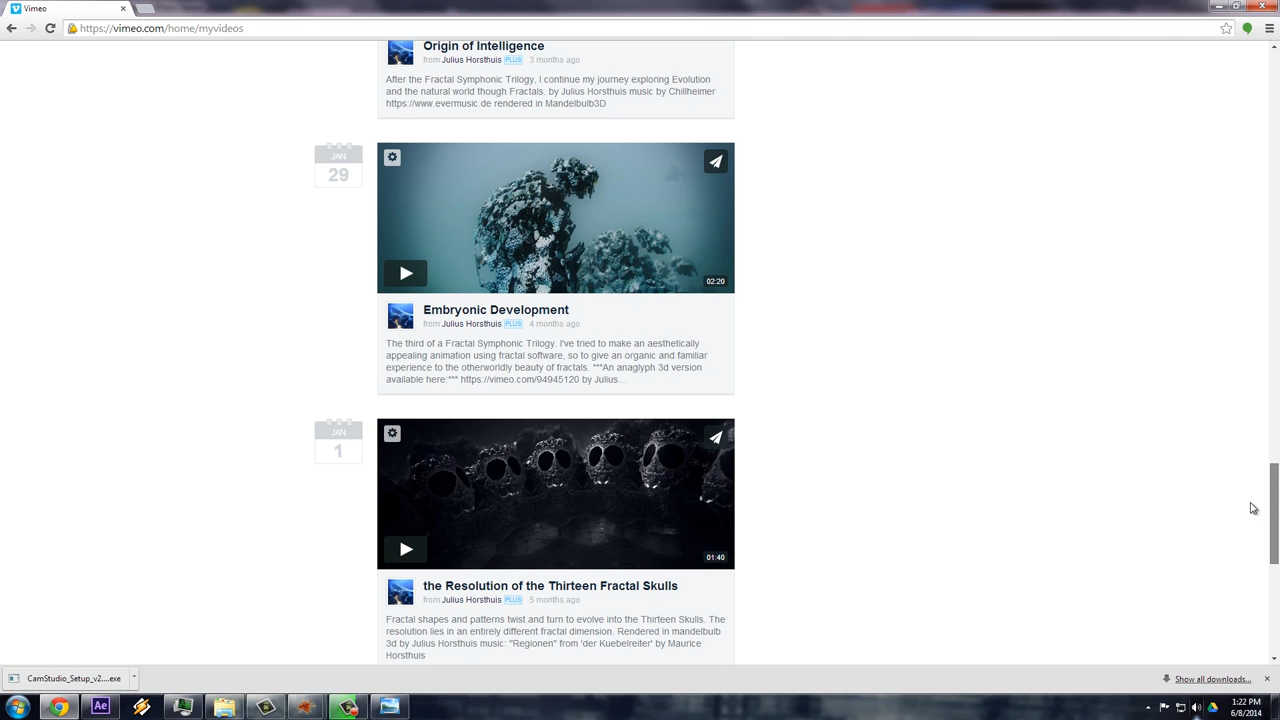 Vimeo
https://vimeo.com/home/myvideos
Origin of Intelligence
from Julius Horsthuis PLUS 3 months ago
After the Fractal Symphonic Trilogy, I continue my journey exploring Evolution
and the natural world though Fractals. by Julius Horsthuis music by Chillheimer
https://www.evermusic.de rendered in Mandelbulb3D
JAN
29
02:20
Embryonic Development
from Julius Horsthuis PLUS 4 months ago
The third of a Fractal Symphonic Trilogy. I've tried to make an aesthetically
appealing animation using fractal software, so to give an organic and familiar
experience to the otherworldly beauty of fractals. ***An anaglyph 3d version
available here:*** https://vimeo.com/94945120 by Julius...
JAN
1
01:40
the Resolution of the Thirteen Fractal Skulls
from Julius Horsthuis PLUS 5 months ago
Fractal shapes and patterns twist and turn to evolve into the Thirteen Skulls. The
resolution lies in an entirely different fractal dimension. Rendered in mandelbulb
3d by Julius Horsthuis music: "Regionen" from 'der Kuebelreiter' by Maurice
Horsthuis
CamStudio_Setup_v2....exe
Show all downloads...
Ae
1:22 PM
6/8/2014